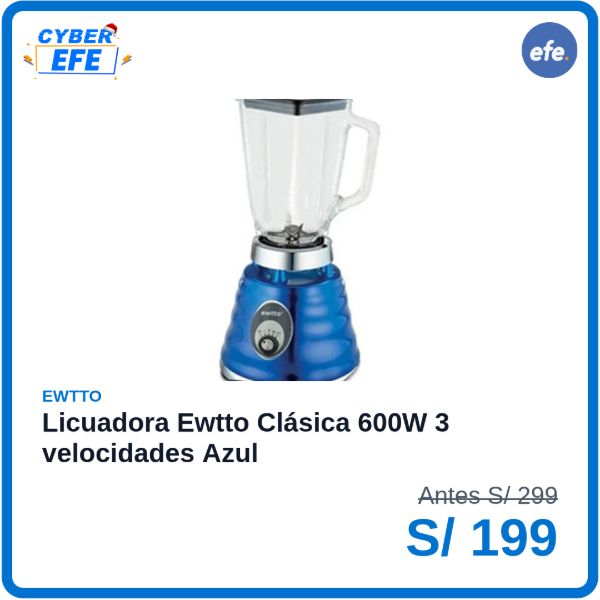 CYBER
EFE
efe.
ewtto
EWTTO
Licuadora Ewtto Clásica 600W 3
velocidades Azul
Antes S/ 299
S/ 199